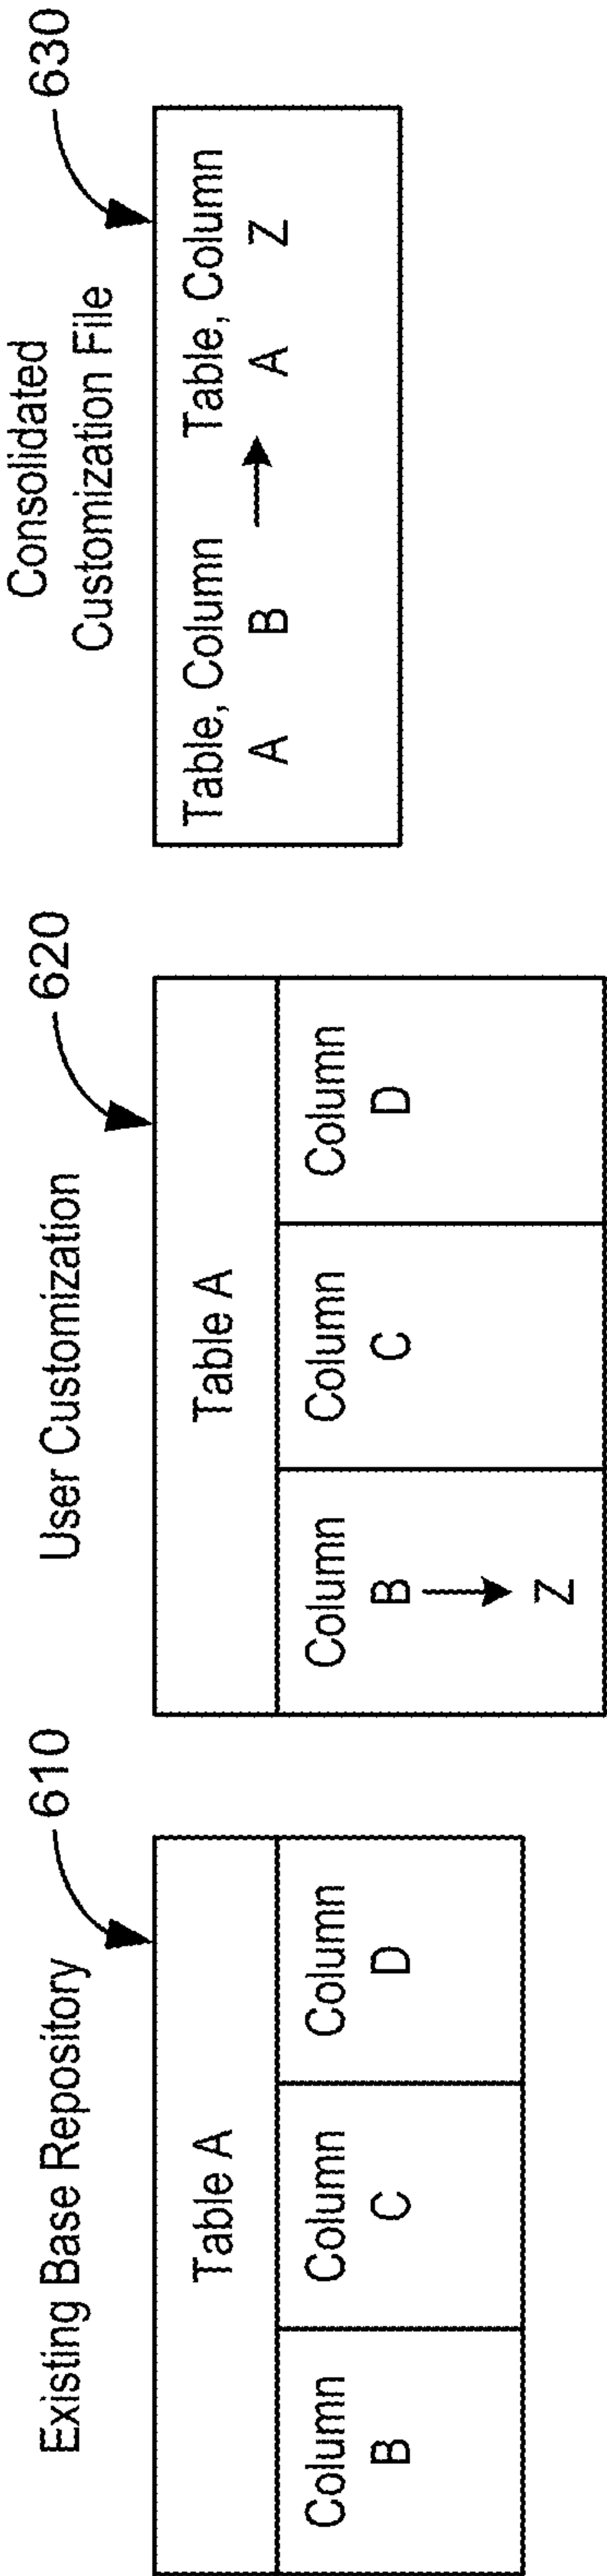 Existing Base Repository
610
Table A
Column
B
Column
C
Column
D
User Customization
620
Table A
Column
B
Z
Column
C
Column
D
Consolidated
Customization File
630
Table, Column Table, Column
A B → A Z